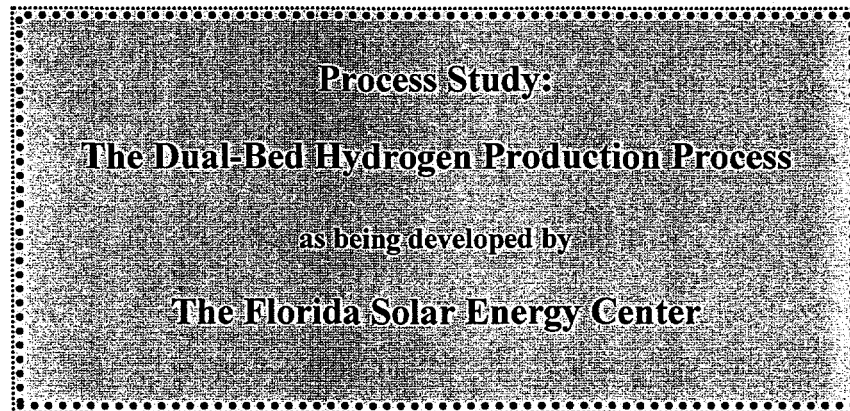 Process Study:
The Dual-Bed Hydrogen Production Process
as being developed by
The Florida Solar Energy Center